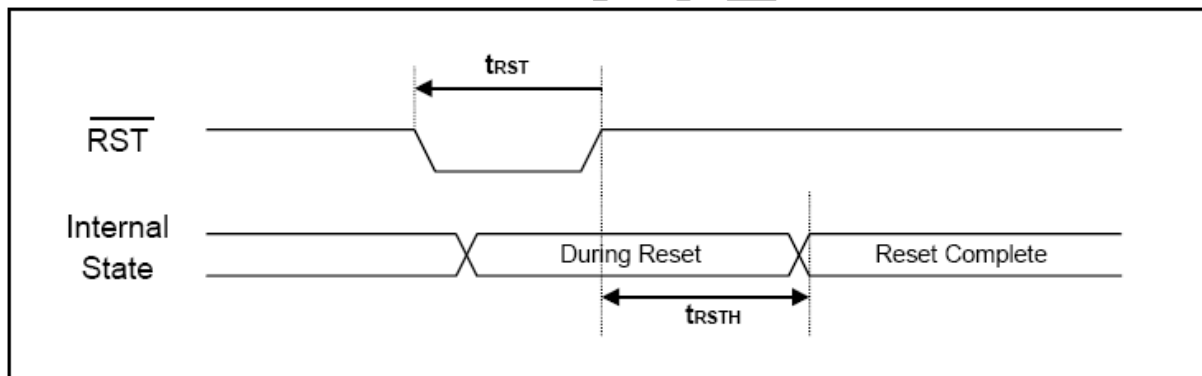 tRST
RST
Internal
State
During Reset
Reset Complete
tRSTH